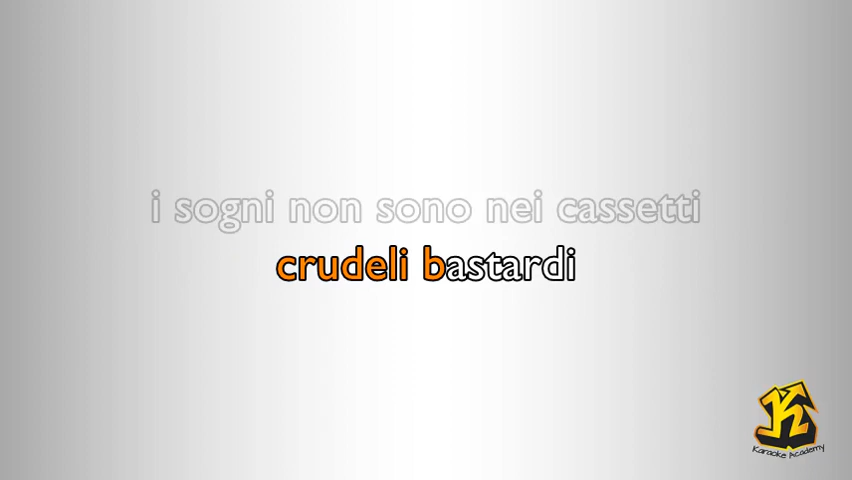 i sogni non sono nei cassetti
crudeli bastardi
K
Karaoke Academy